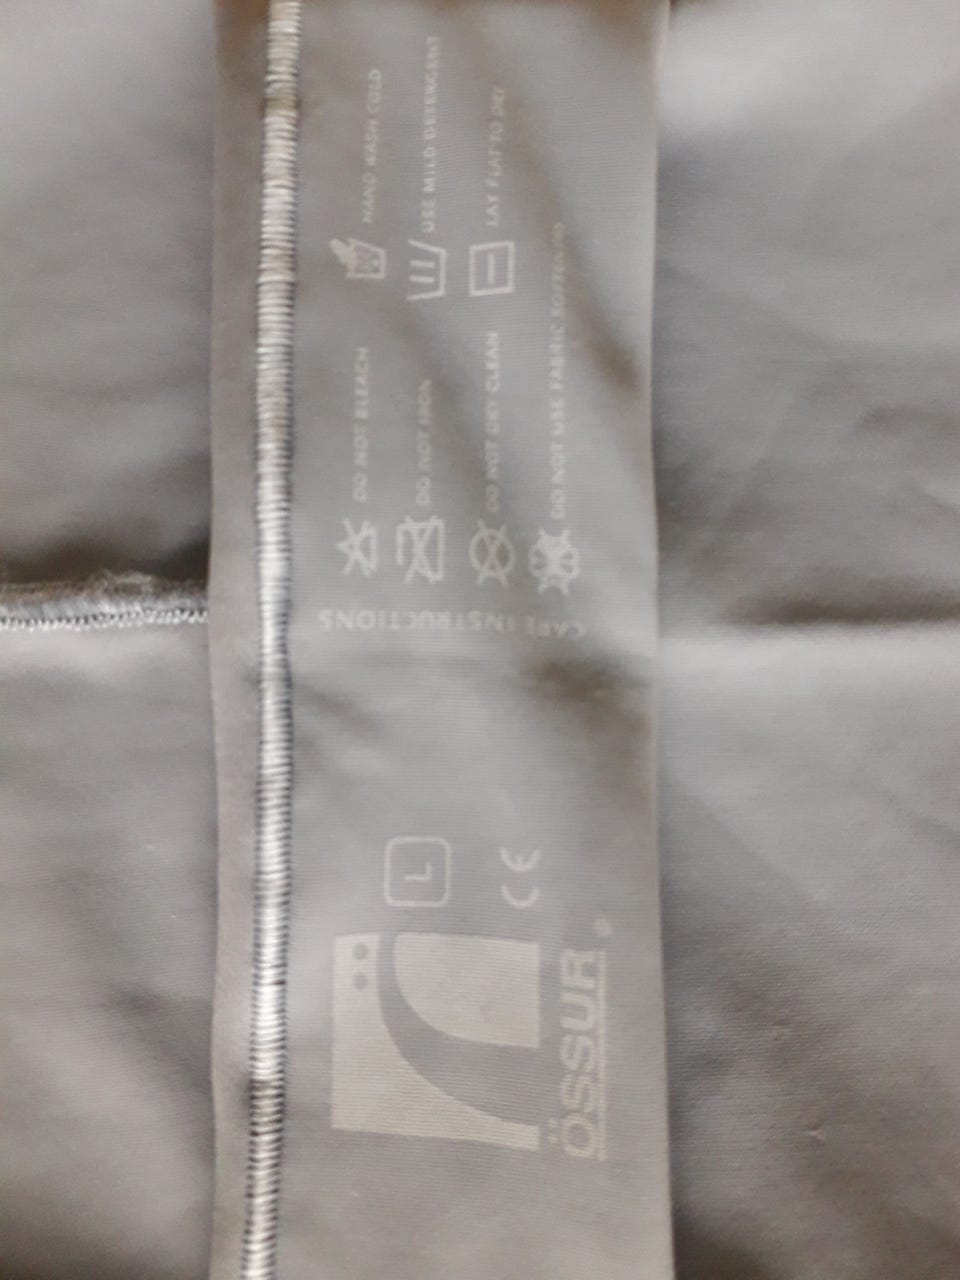 ÖSSUR
®
L
CE
CARE INSTRUCTIONS
DO NOT BLEACH
HAND WASH COLD
DO NOT IRON
USE MILD DETERGENT
DO NOT DRY CLEAN
LAY FLAT TO DRY
DO NOT USE FABRIC SOFTENER